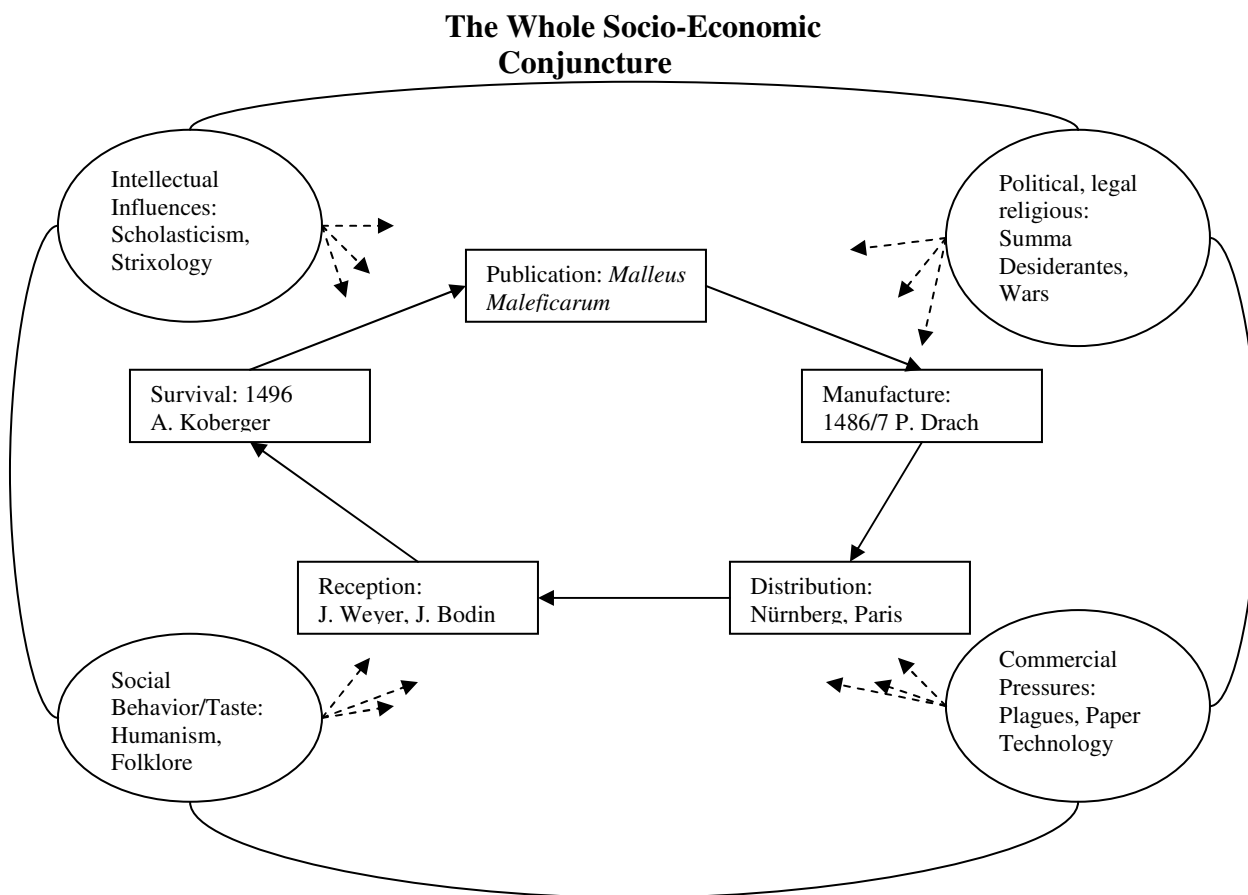 The Whole Socio-Economic
Conjuncture
Intellectual
Influences:
Scholasticism,
Strixology
Political, legal
religious:
Summa
Desiderantes,
Wars
Publication: Malleus
Maleficarum
Survival: 1496
A. Koberger
Manufacture:
1486/7 P. Drach
Reception:
J. Weyer, J. Bodin
Distribution:
Nürnberg, Paris
Social
Behavior/Taste:
Humanism,
Folklore
Commercial
Pressures:
Plagues, Paper
Technology